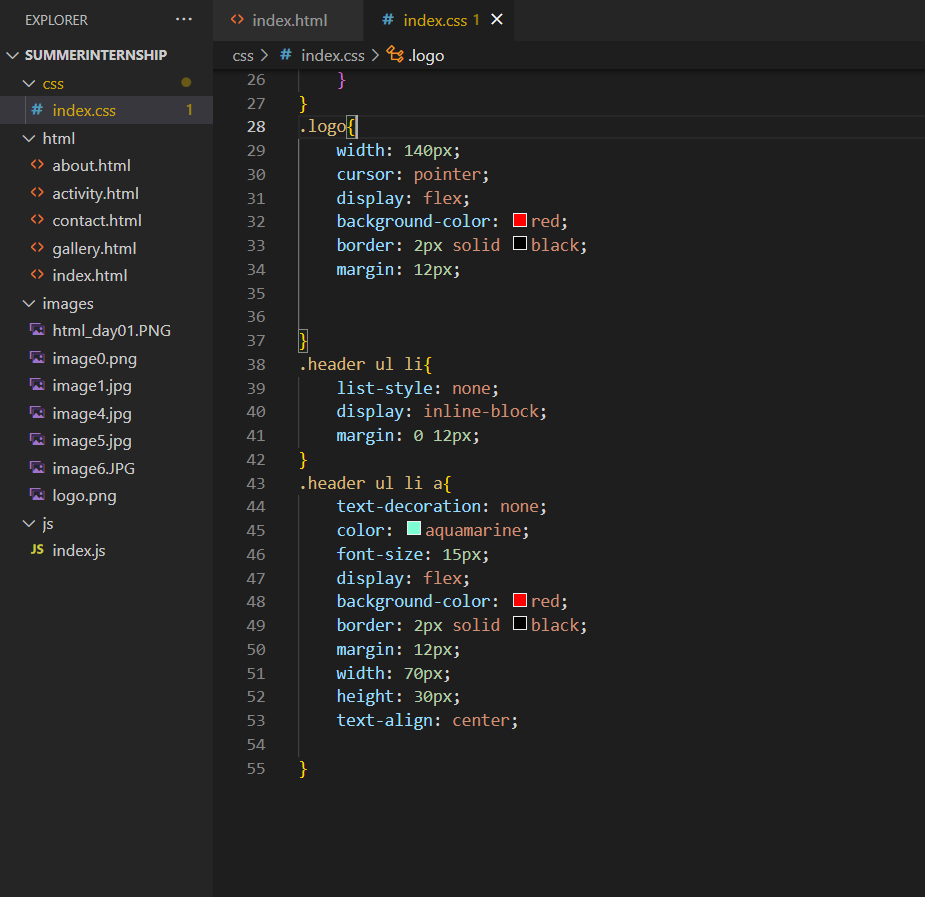 EXPLORER ···
SUMMERINTERNSHIP
css
# index.css 1
html
<> about.html
<> activity.html
<> contact.html
<> gallery.html
<> index.html
images
html_day01.PNG
image0.png
image1.jpg
image4.jpg
image5.jpg
image6.JPG
logo.png
js
JS index.js
<> index.html # index.css 1 ×
css > # index.css > .logo
26 }
27 }
28 .logo{
29 width: 140px;
30 cursor: pointer;
31 display: flex;
32 background-color: red;
33 border: 2px solid black;
34 margin: 12px;
35
36
37 }
38 .header ul li{
39 list-style: none;
40 display: inline-block;
41 margin: 0 12px;
42 }
43 .header ul li a{
44 text-decoration: none;
45 color: aquamarine;
46 font-size: 15px;
47 display: flex;
48 background-color: red;
49 border: 2px solid black;
50 margin: 12px;
51 width: 70px;
52 height: 30px;
53 text-align: center;
54
55 }